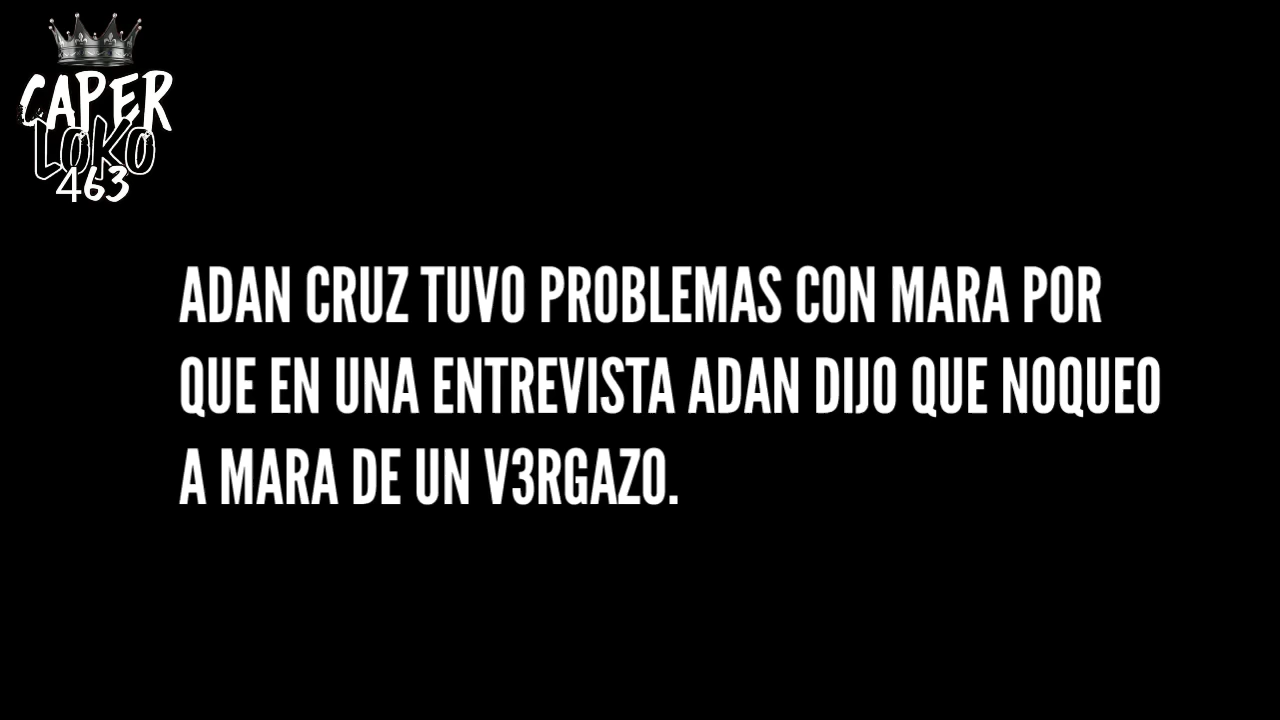 CAPER
LOKO
463
ADAN CRUZ TUVO PROBLEMAS CON MARA POR
QUE EN UNA ENTREVISTA ADAN DIJO QUE NOQUEO
A MARA DE UN V3RGAZO.